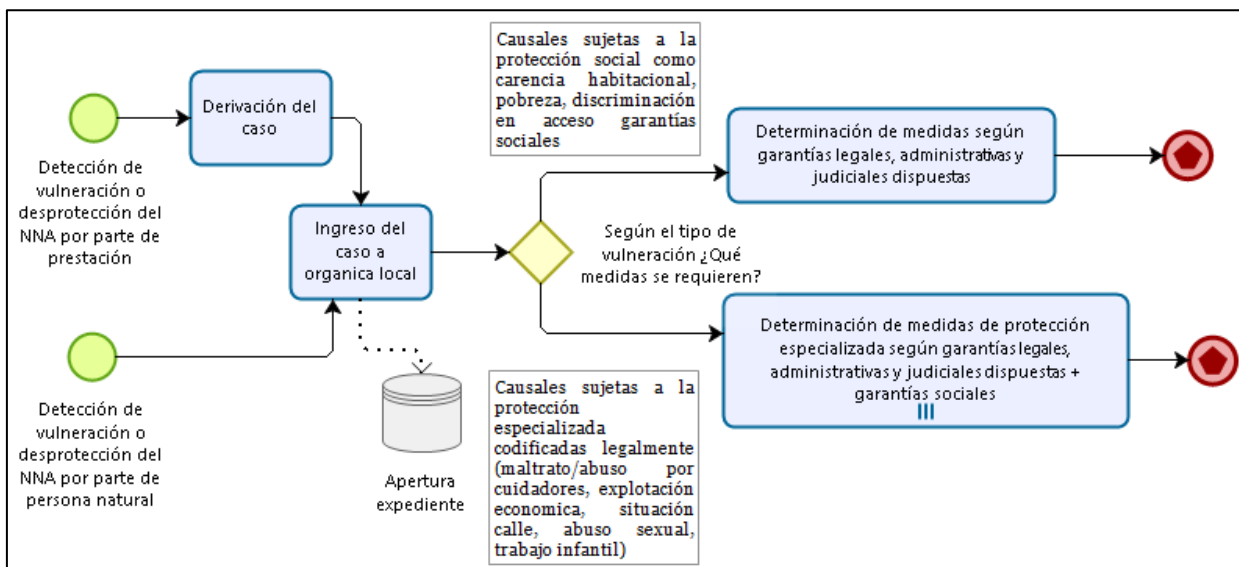 Derivación del
caso
Detección de
vulneración o
desprotección del
NNA por parte de
prestación
Ingreso del
caso a
organica local
Detección de
vulneración o
desprotección del
NNA por parte de
persona natural
Apertura
expediente
Causales sujetas a la
protección social como
carencia habitacional,
pobreza, discriminación
en acceso garantías
sociales
Según el tipo de
vulneración ¿Qué
medidas se requieren?
Causales sujetas a la
protección
especializada
codificadas legalmente
(maltrato/abuso por
cuidadores, explotación
economica, situación
calle, abuso sexual,
trabajo infantil)
Determinación de medidas según
garantías legales, administrativas y
judiciales dispuestas
Determinación de medidas de protección
especializada según garantías legales,
administrativas y judiciales dispuestas +
garantías sociales